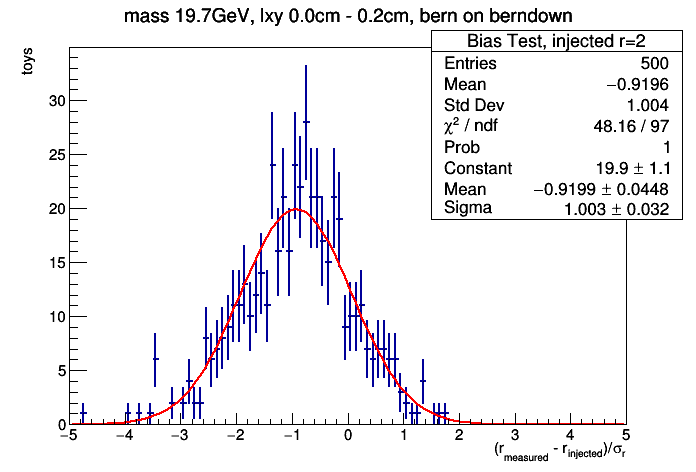 mass 19.7GeV, lxy 0.0cm - 0.2cm, bern on berndown
toys
Bias Test, injected r=2
Entries 500
Mean −0.9196
Std Dev 1.004
χ² / ndf 48.16 / 97
Prob 1
Constant 19.9 ± 1.1
Mean −0.9199 ± 0.0448
Sigma 1.003 ± 0.032
30
25
20
15
10
5
0
−5 −4 −3 −2 −1 0 1 2 3 4 5
(r_measured - r_injected)/σ_r